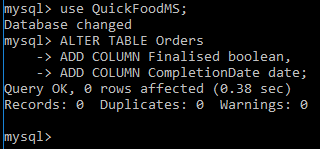 mysql> use QuickFoodMS;
Database changed
mysql> ALTER TABLE Orders
    -> ADD COLUMN Finalised boolean,
    -> ADD COLUMN CompletionDate date;
Query OK, 0 rows affected (0.38 sec)
Records: 0  Duplicates: 0  Warnings: 0
mysql>